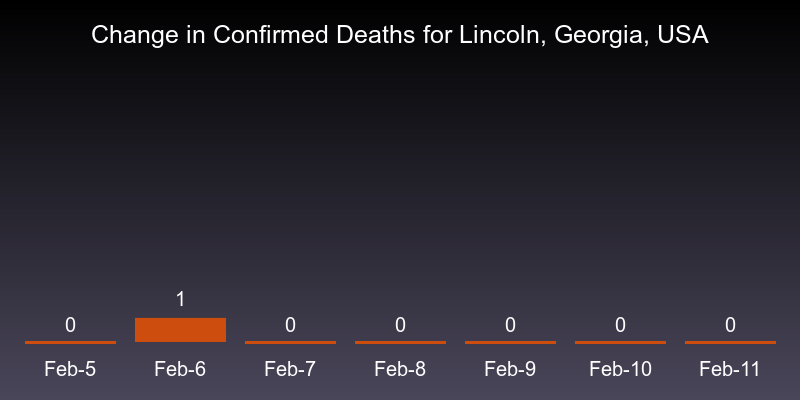 Change in Confirmed Deaths for Lincoln, Georgia, USA
0 1 0 0 0 0 0
Feb-5 Feb-6 Feb-7 Feb-8 Feb-9 Feb-10 Feb-11